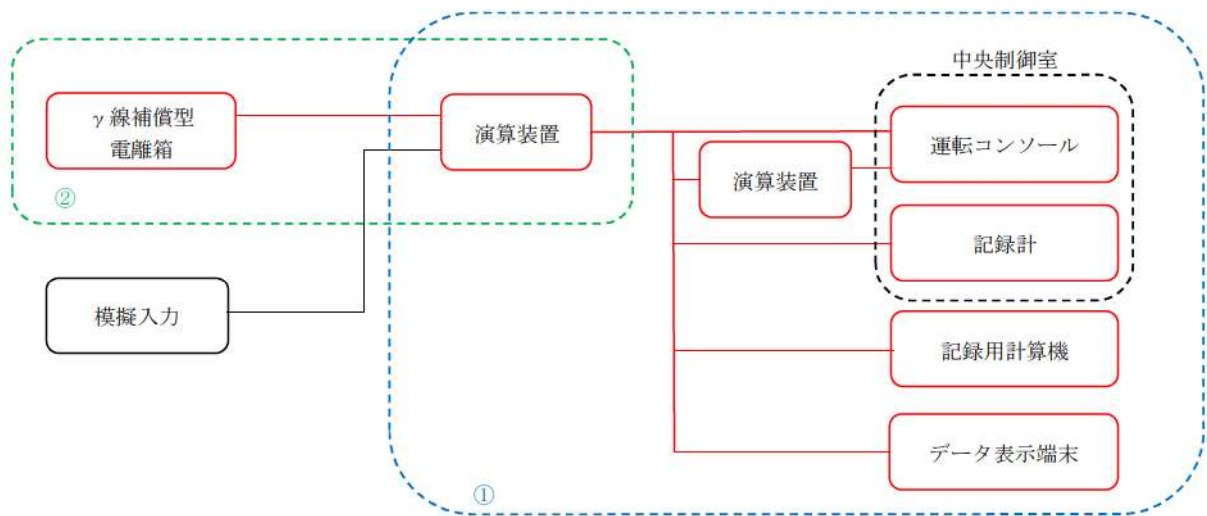 中央制御室
γ線補償型
電離箱
演算装置
運転コンソール
演算装置
②
記録計
模擬入力
記録用計算機
データ表示端末
①